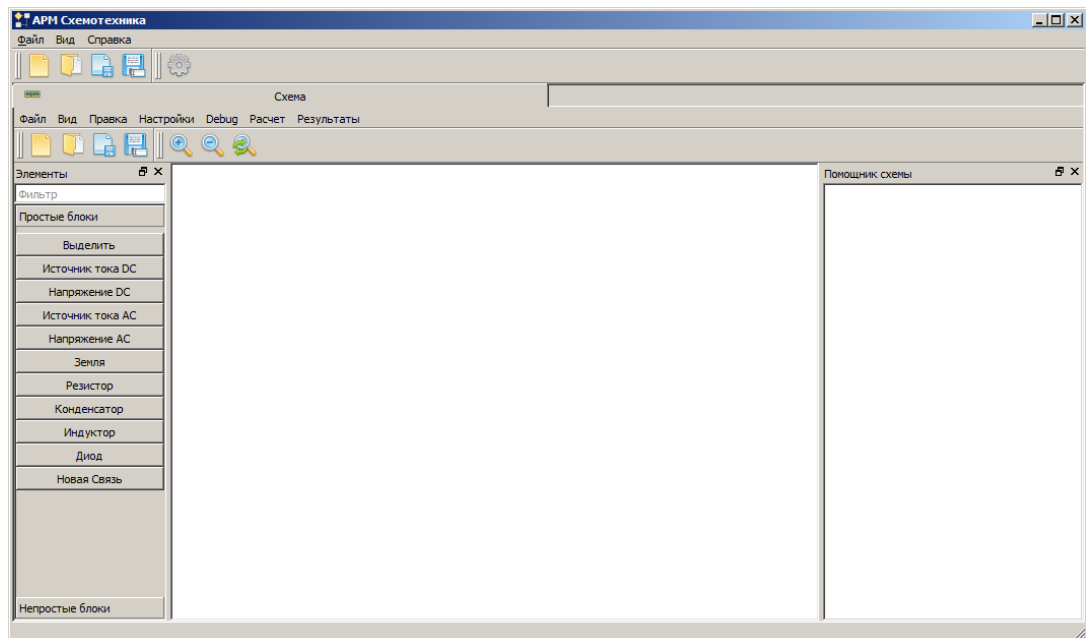 АРМ Схемотехника
Файл Вид Справка
Схема
Файл Вид Правка Настройки Debug Расчет Результаты
Элементы
Помощник схемы
Фильтр
Простые блоки
Выделить
Источник тока DC
Напряжение DC
Источник тока AC
Напряжение AC
Земля
Резистор
Конденсатор
Индуктор
Диод
Новая Связь
Непростые блоки